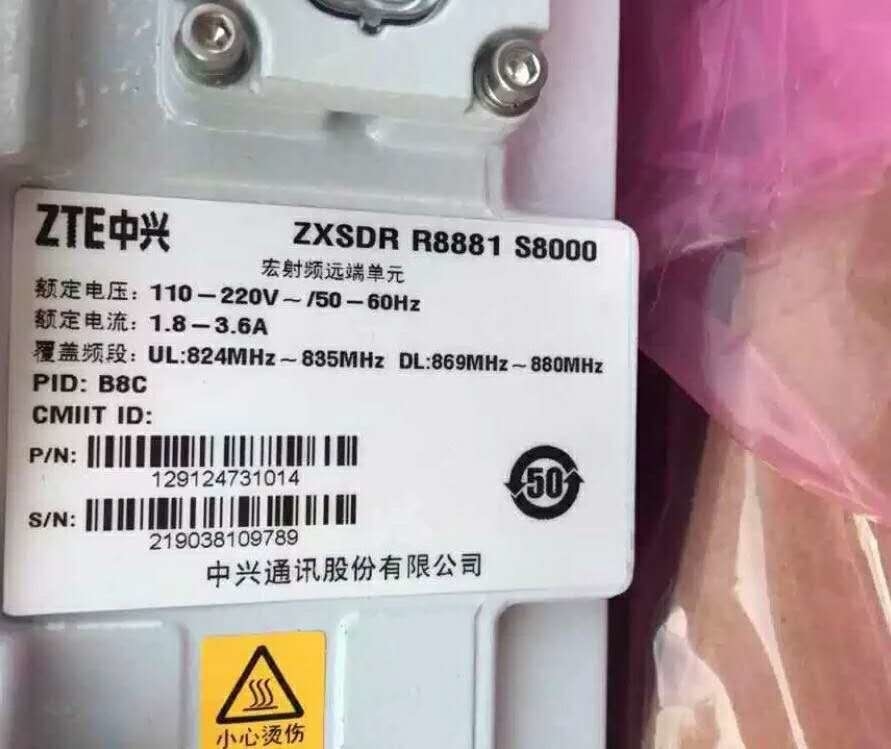 ZTE中兴 ZXSDR R8881 S8000
宏射频远端单元
额定电压：110－220V～/50－60Hz
额定电流：1.8－3.6A
覆盖频段：UL:824MHz～835MHz DL:869MHz～880MHz
PID: B8C
CMIIT ID:
P/N:
129124731014
50
S/N:
219038109789
中兴通讯股份有限公司
小心烫伤